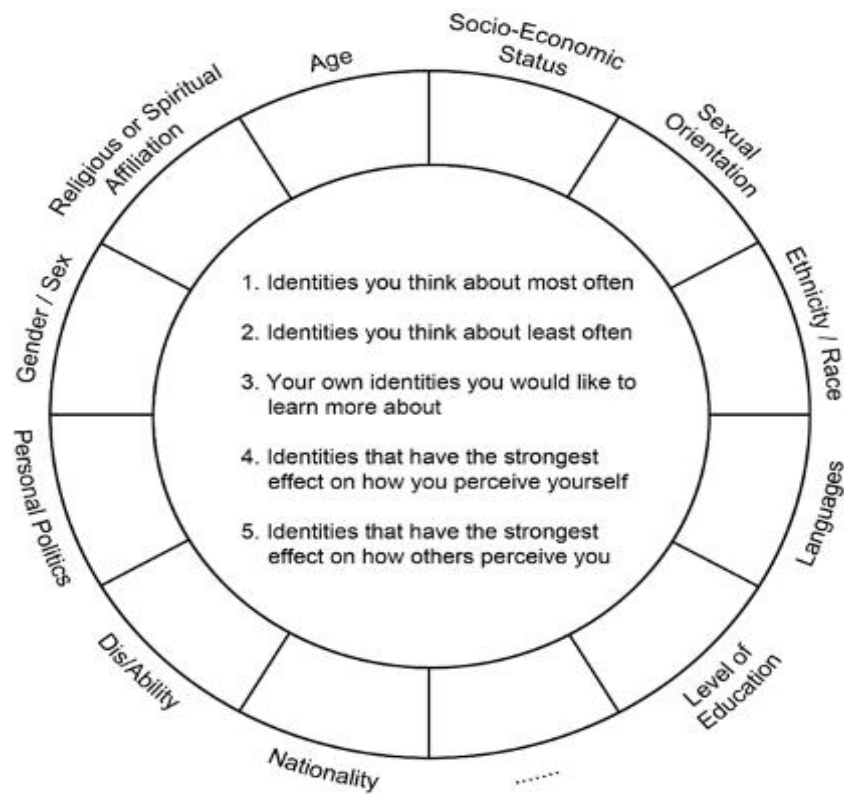 Socio-Economic
Status
Sexual
Orientation
Ethnicity / Race
Languages
Level of
Education
.......
Nationality
Dis/Ability
Personal Politics
Gender / Sex
Religious or Spiritual
Affiliation
Age
1. Identities you think about most often
2. Identities you think about least often
3. Your own identities you would like to
learn more about
4. Identities that have the strongest
effect on how you perceive yourself
5. Identities that have the strongest
effect on how others perceive you